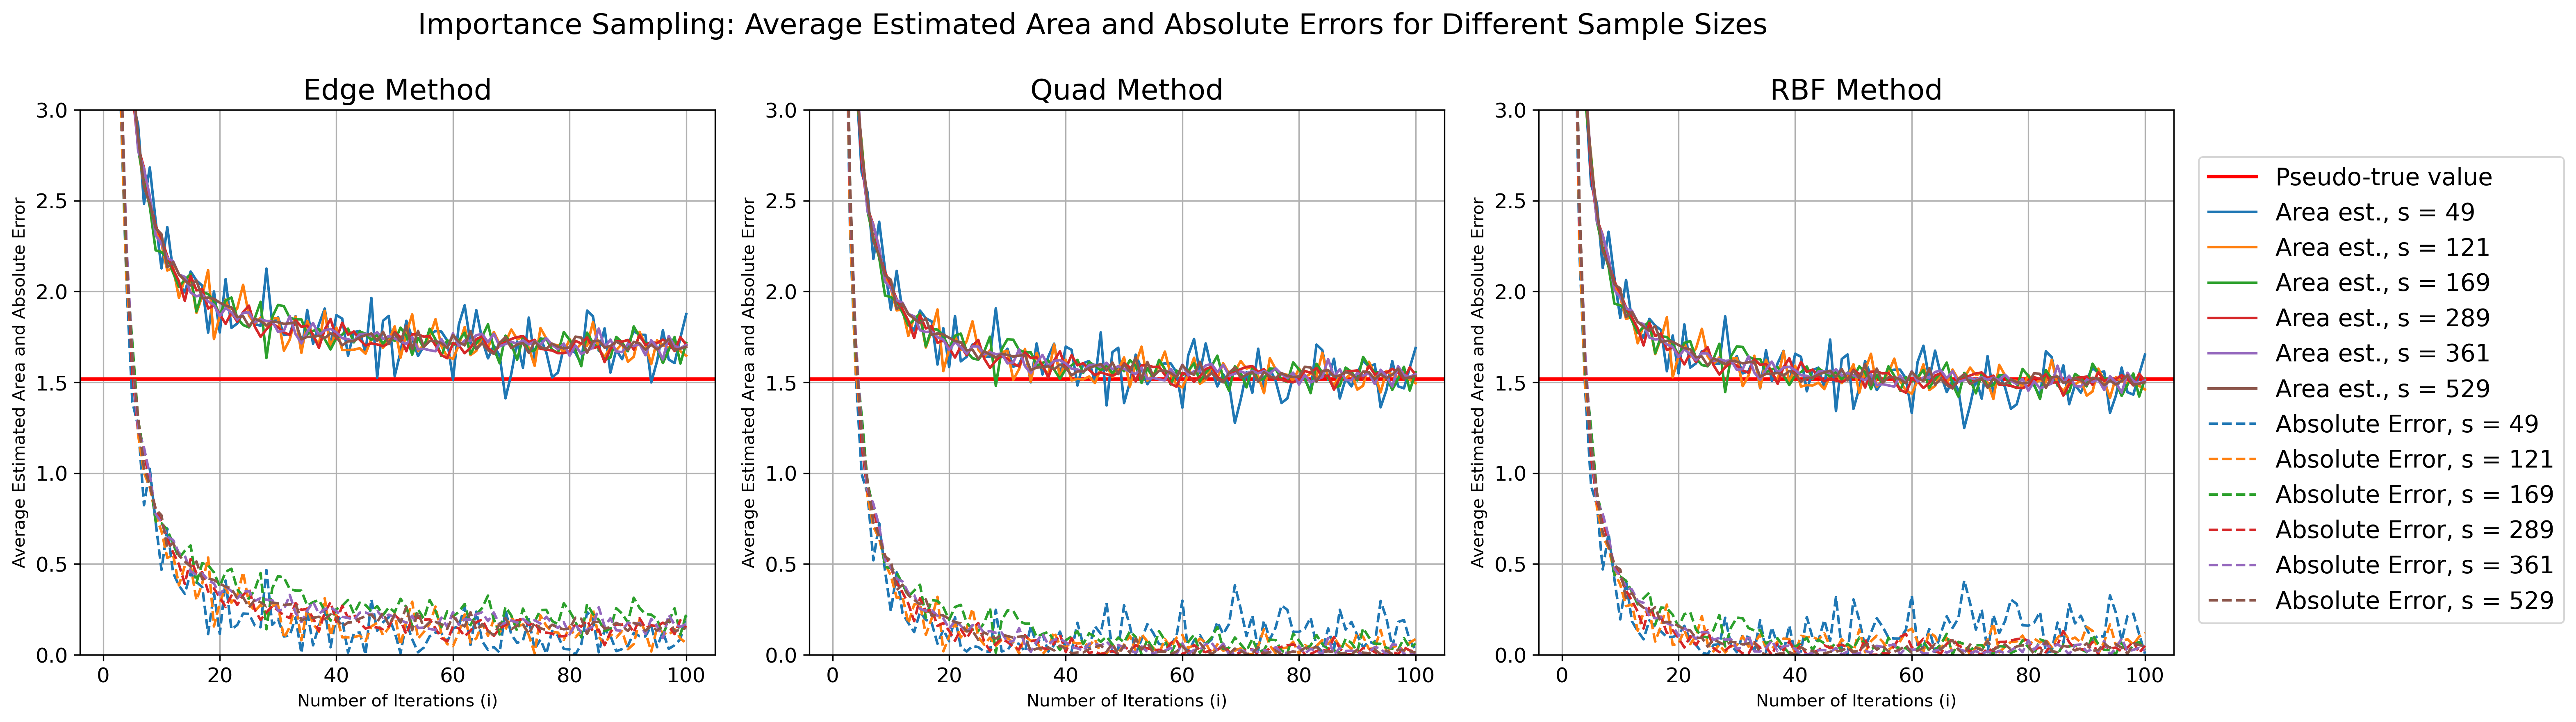 Importance Sampling: Average Estimated Area and Absolute Errors for Different Sample Sizes
Edge Method
Average Estimated Area and Absolute Error
3.0
2.5
2.0
1.5
1.0
0.5
0.0
0 20 40 60 80 100
Number of Iterations (i)
Quad Method
Average Estimated Area and Absolute Error
3.0
2.5
2.0
1.5
1.0
0.5
0.0
0 20 40 60 80 100
Number of Iterations (i)
RBF Method
Average Estimated Area and Absolute Error
3.0
2.5
2.0
1.5
1.0
0.5
0.0
0 20 40 60 80 100
Number of Iterations (i)
Pseudo-true value
Area est., s = 49
Area est., s = 121
Area est., s = 169
Area est., s = 289
Area est., s = 361
Area est., s = 529
Absolute Error, s = 49
Absolute Error, s = 121
Absolute Error, s = 169
Absolute Error, s = 289
Absolute Error, s = 361
Absolute Error, s = 529